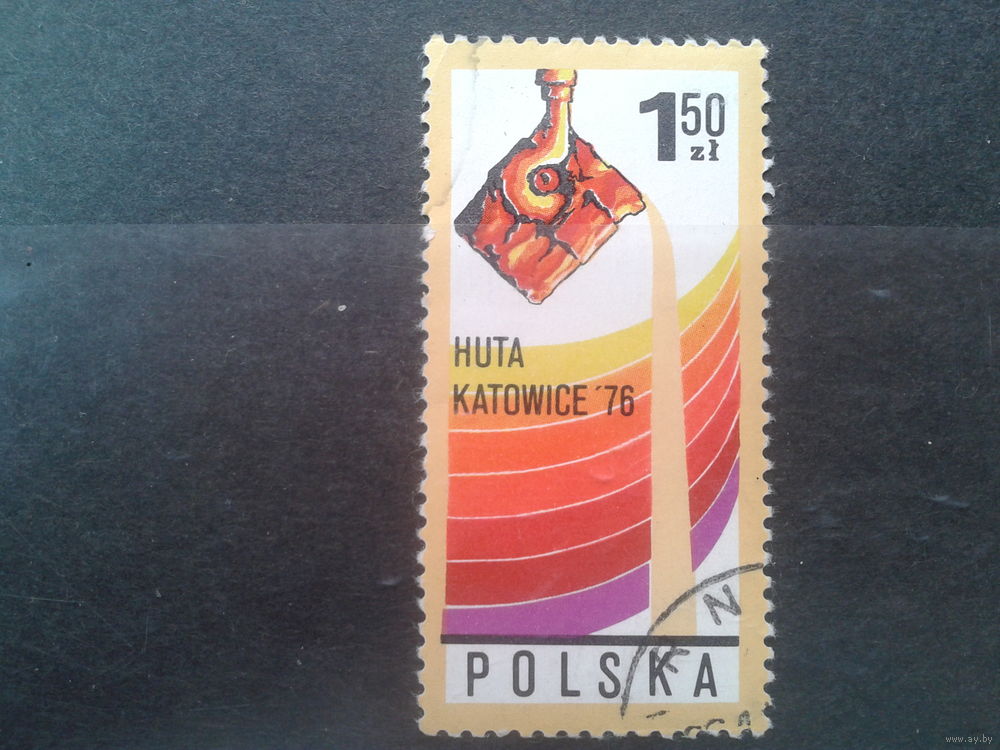 1 50
zł
HUTA
KATOWICE '76
POLSKA
www.ay.by